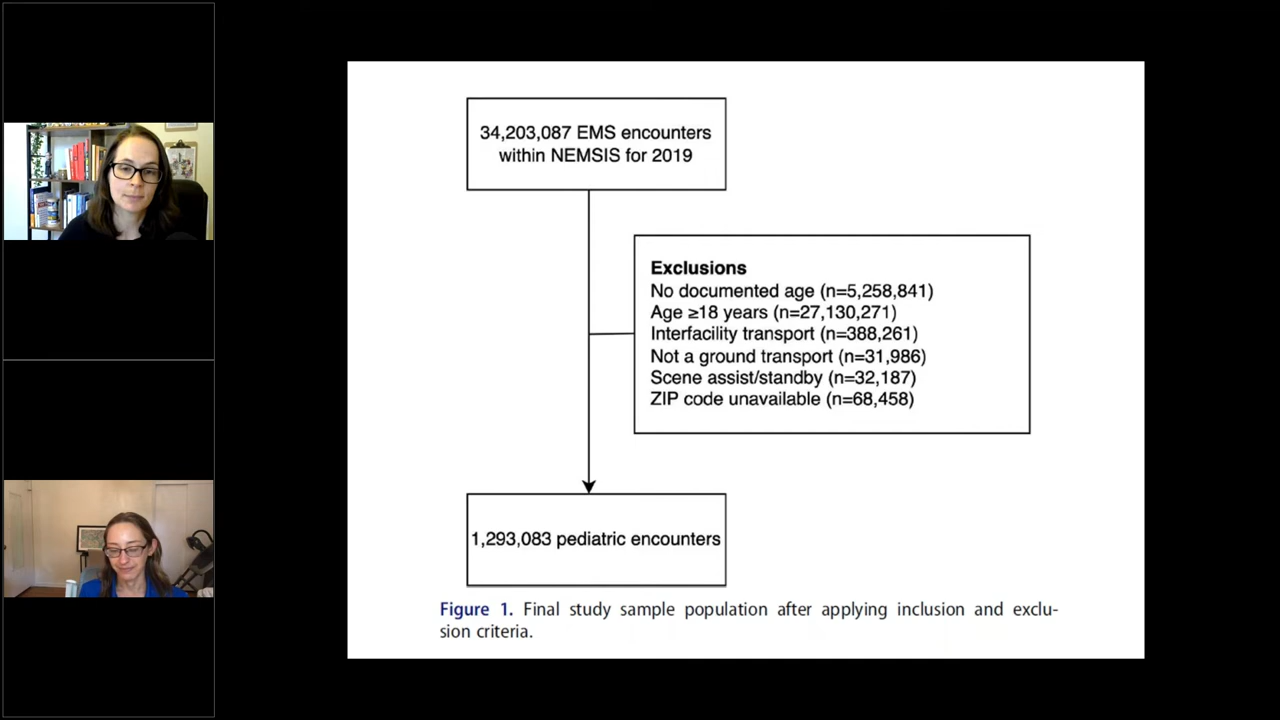 34,203,087 EMS encounters
within NEMSIS for 2019
Exclusions
No documented age (n=5,258,841)
Age ≥18 years (n=27,130,271)
Interfacility transport (n=388,261)
Not a ground transport (n=31,986)
Scene assist/standby (n=32,187)
ZIP code unavailable (n=68,458)
1,293,083 pediatric encounters
Figure 1. Final study sample population after applying inclusion and exclu-
sion criteria.